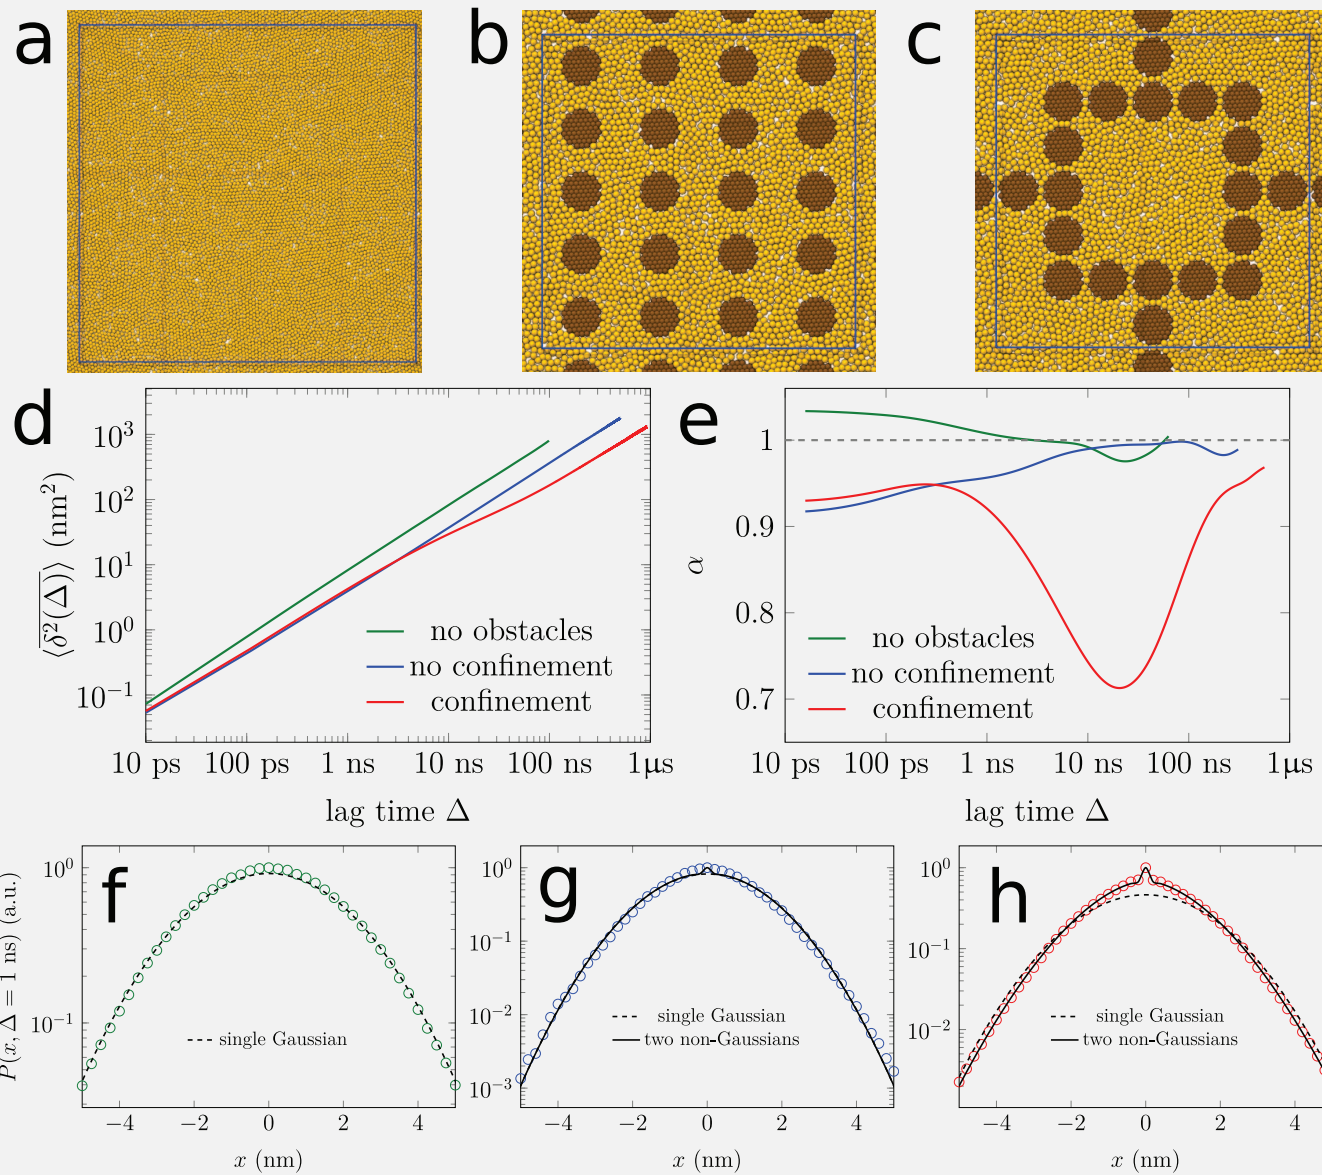 a
b
c
d
⟨δ²(Δ)⟩ (nm²)
10³
10²
10¹
10⁰
10⁻¹
no obstacles
no confinement
confinement
10 ps 100 ps 1 ns 10 ns 100 ns 1μs
lag time Δ
e
α
1
0.9
0.8
0.7
no obstacles
no confinement
confinement
10 ps 100 ps 1 ns 10 ns 100 ns 1μs
lag time Δ
f
P(x, Δ = 1 ns) (a.u.)
10⁰
10⁻¹
single Gaussian
−4 −2 0 2 4
x (nm)
g
10⁰
10⁻¹
10⁻²
10⁻³
single Gaussian
two non-Gaussians
−4 −2 0 2 4
x (nm)
h
10⁰
10⁻¹
10⁻²
single Gaussian
two non-Gaussians
−4 −2 0 2 4
x (nm)